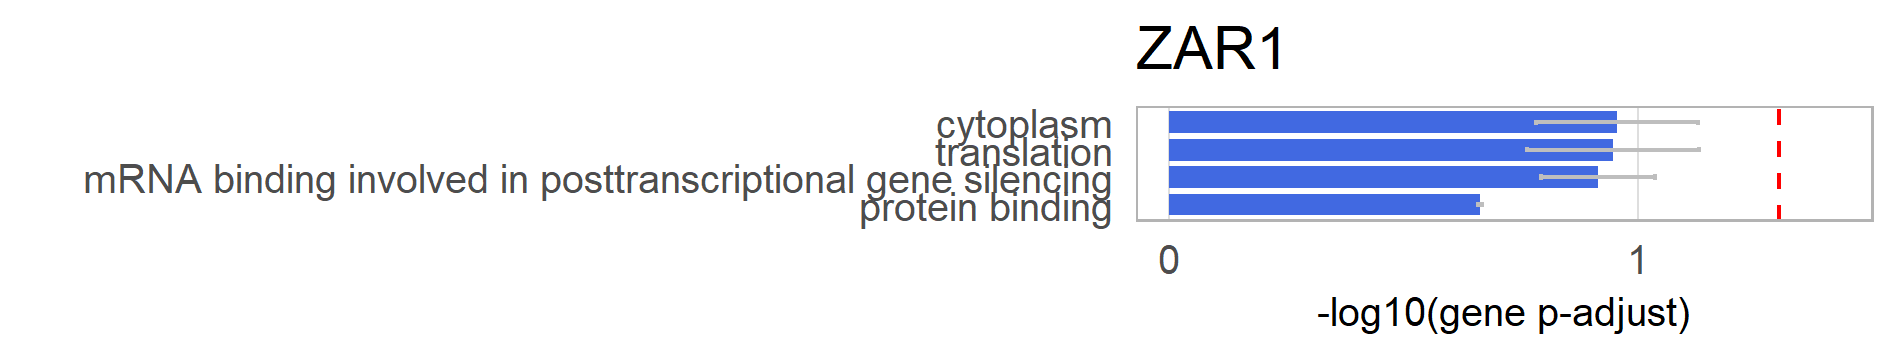 ZAR1
cytoplasm
translation
mRNA binding involved in posttranscriptional gene silencing
protein binding
0 1
-log10(gene p-adjust)